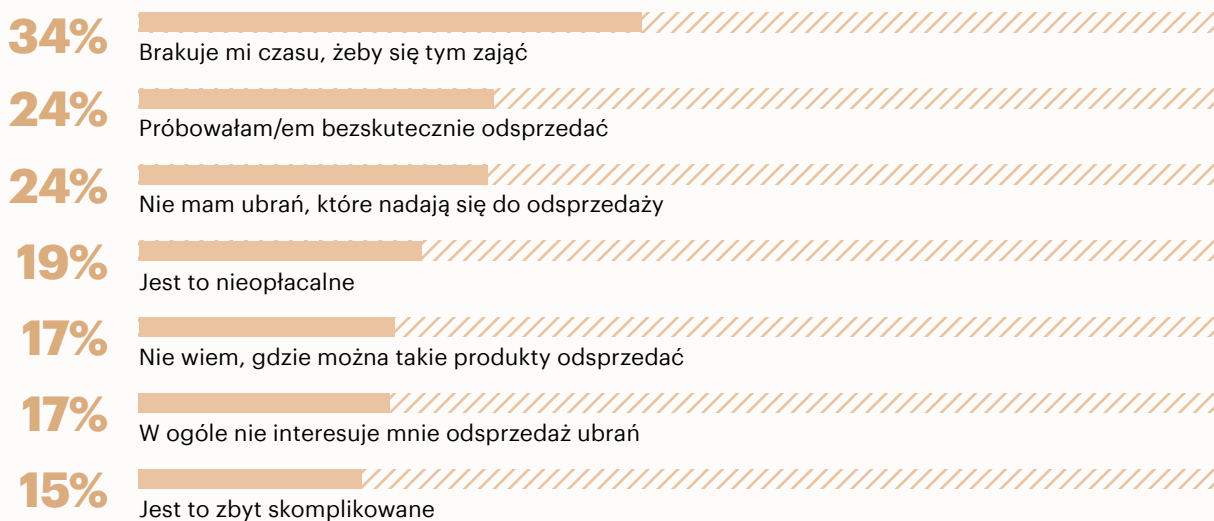 34%
Brakuje mi czasu, żeby się tym zająć
24%
Próbowałam/em bezskutecznie odsprzedać
24%
Nie mam ubrań, które nadają się do odsprzedaży
19%
Jest to nieopłacalne
17%
Nie wiem, gdzie można takie produkty odsprzedać
17%
W ogóle nie interesuje mnie odsprzedaż ubrań
15%
Jest to zbyt skomplikowane